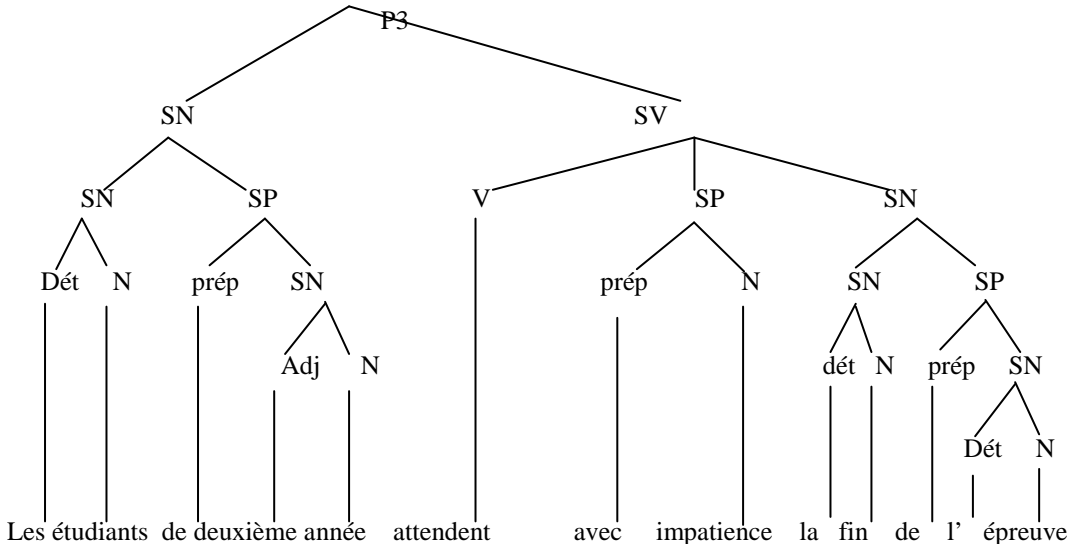 P3
SN SV
SN SP V SP SN
Dét N prép SN prép N SN SP
Adj N dét N prép SN
Dét N
Les étudiants de deuxième année attendent avec impatience la fin de l' épreuve